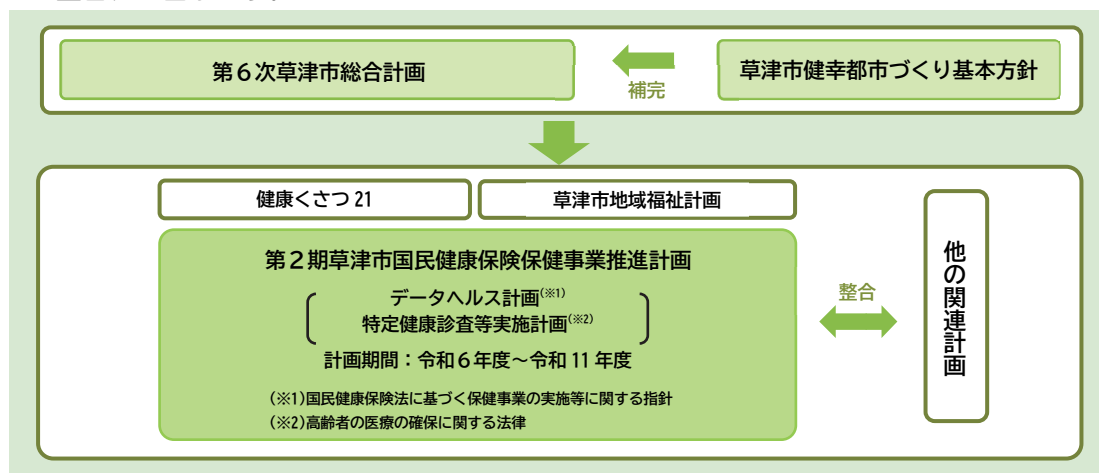 第6次草津市総合計画
補完
草津市健幸都市づくり基本方針
健康くさつ 21
草津市地域福祉計画
第2期草津市国民健康保険保健事業推進計画
データヘルス計画(※1)
特定健康診査等実施計画(※2)
計画期間：令和6年度～令和 11 年度
(※1)国民健康保険法に基づく保健事業の実施等に関する指針
(※2)高齢者の医療の確保に関する法律
整合
他の関連計画